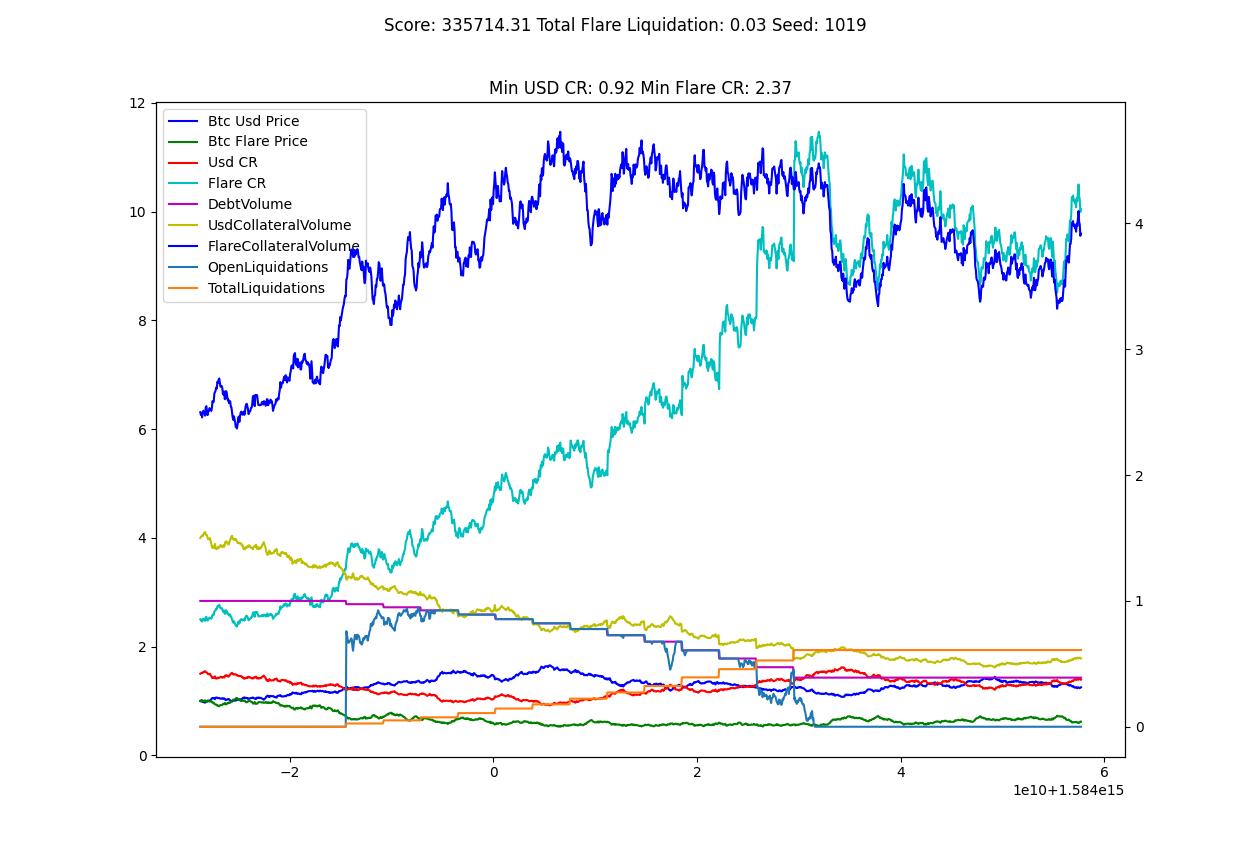 Score: 335714.31 Total Flare Liquidation: 0.03 Seed: 1019
Min USD CR: 0.92 Min Flare CR: 2.37
12
10
8
6
4
2
0
Btc Usd Price
Btc Flare Price
Usd CR
Flare CR
DebtVolume
UsdCollateralVolume
FlareCollateralVolume
OpenLiquidations
TotalLiquidations
4
3
2
1
0
−2 0 2 4 6
1e10+1.584e15